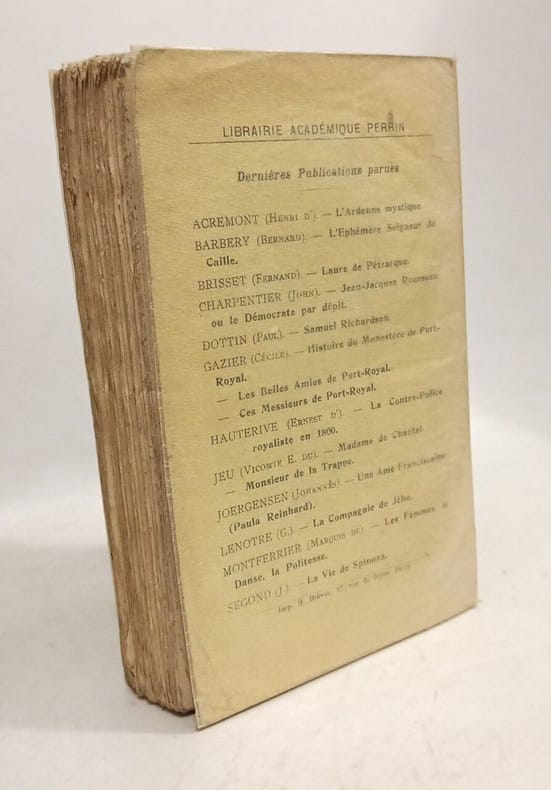 LIBRAIRIE ACADÉMIQUE PERRIN
Dernières Publications parues
ACREMONT (HENRI D'). — L'Ardenne mystique.
BARBERY (BERNARD). — L'Ephémère Seigneur de
Caille.
BRISSET (FERNAND). — Laure de Pétrarque.
CHARPENTIER (JOHN). — Jean-Jacques Rousseau
ou le Démocrate par dépit.
DOTTIN (PAUL). — Samuel Richardson.
GAZIER (CÉCILE). — Histoire du Monastère de Port-
Royal.
— Les Belles Amies de Port-Royal.
— Ces Messieurs de Port-Royal.
HAUTERIVE (ERNEST D'). — La Contre-Police
royaliste en 1800.
JEU (VICOMTE E. DU). — Madame de Chantal.
— Monsieur de la Trappe.
JOERGENSEN (JOHANNÈS). — Une Ame Franciscaine
(Paula Reinhard).
LENOTRE (G.). — La Compagnie de Jéhu.
MONTFERRIER (MARQUIS DE). — Les Femmes, la
Danse, la Politesse.
SEGOND (J.) — La Vie de Spinoza.
Imp. H.